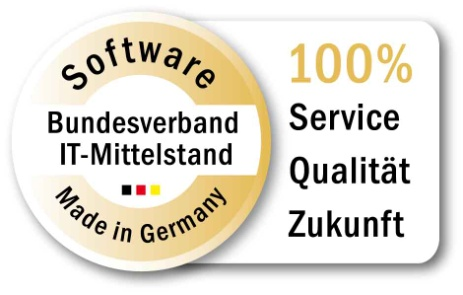 Software
Bundesverband
IT-Mittelstand
Made in Germany
100%
Service
Qualität
Zukunft